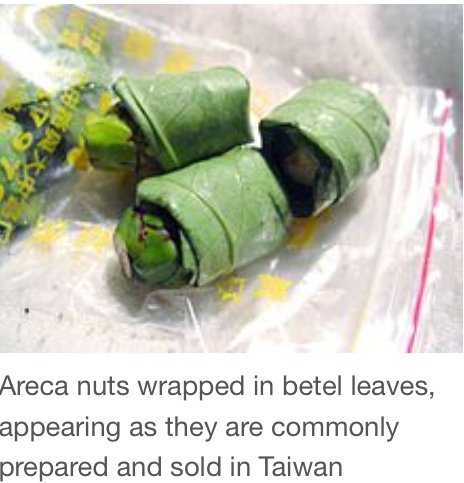 Areca nuts wrapped in betel leaves,
appearing as they are commonly
prepared and sold in Taiwan